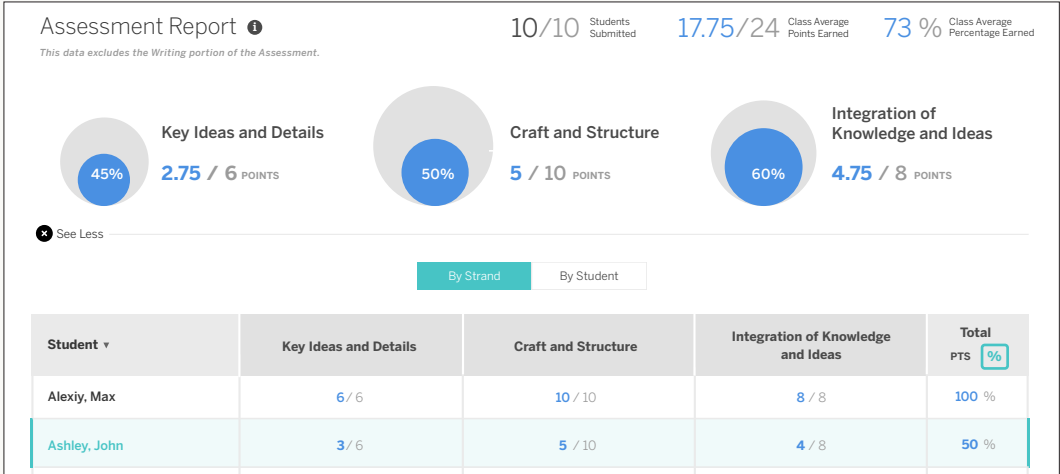 Assessment Report
This data excludes the Writing portion of the Assessment.
10/10 Students Submitted
17.75/24 Class Average Points Earned
73 % Class Average Percentage Earned
45%
Key Ideas and Details
2.75 / 6 POINTS
50%
Craft and Structure
5 / 10 POINTS
60%
Integration of
Knowledge and Ideas
4.75 / 8 POINTS
See Less
By Strand By Student
Student ▾ Key Ideas and Details Craft and Structure Integration of Knowledge and Ideas Total
PTS %
Alexiy, Max 6/ 6 10 / 10 8 / 8 100 %
Ashley, John 3/ 6 5 / 10 4 / 8 50 %